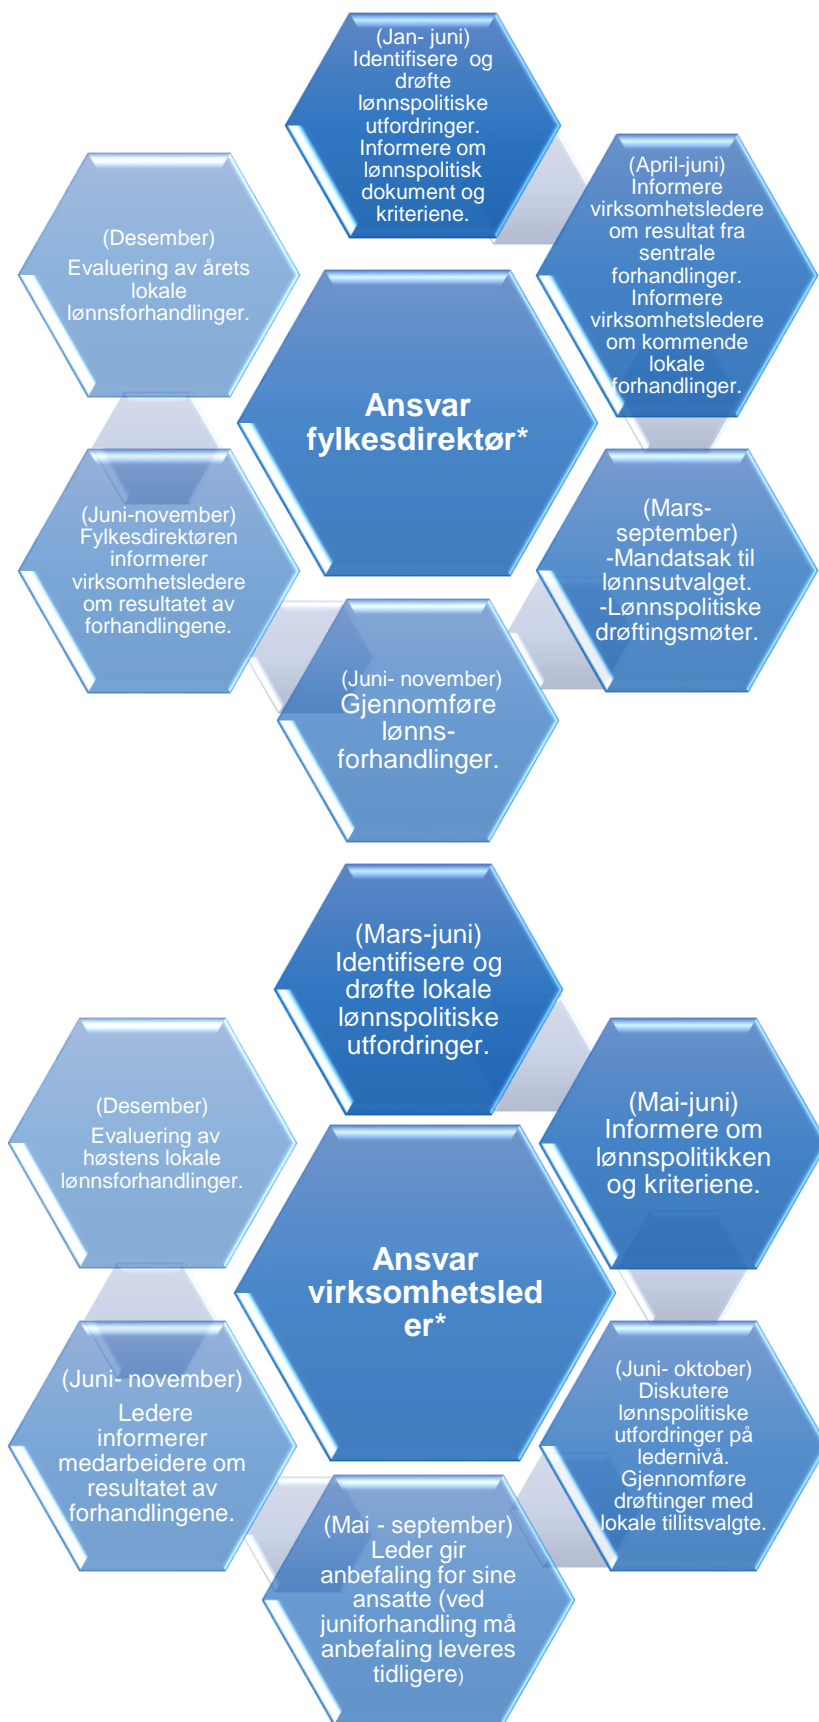 (Jan- juni)
Identifisere og
drøfte
lønnspolitiske
utfordringer.
Informere om
lønnspolitisk
dokument og
kriteriene.
(April-juni)
Informere
virksomhetsledere
om resultat fra
sentrale
forhandlinger.
Informere
virksomhetsledere
om kommende
lokale
forhandlinger.
(Desember)
Evaluering av årets
lokale
lønnsforhandlinger.
Ansvar
fylkesdirektør*
(Mars-
september)
-Mandatsak til
lønnsutvalget.
-Lønnspolitiske
drøftingsmøter.
(Juni-november)
Fylkesdirektøren
informerer
virksomhetsledere
om resultatet av
forhandlingene.
(Juni- november)
Gjennomføre
lønns-
forhandlinger.
(Mars-juni)
Identifisere og
drøfte lokale
lønnspolitiske
utfordringer.
(Mai-juni)
Informere om
lønnspolitikken
og kriteriene.
(Desember)
Evaluering av
høstens lokale
lønnsforhandlinger.
Ansvar
virksomhetsled
er*
(Juni- oktober)
Diskutere
lønnspolitiske
utfordringer på
ledernivå.
Gjennomføre
drøftinger med
lokale tillitsvalgte.
(Juni- november)
Ledere
informerer
medarbeidere om
resultatet av
forhandlingene.
(Mai - september)
Leder gir
anbefaling for sine
ansatte (ved
juniforhandling må
anbefaling leveres
tidligere)